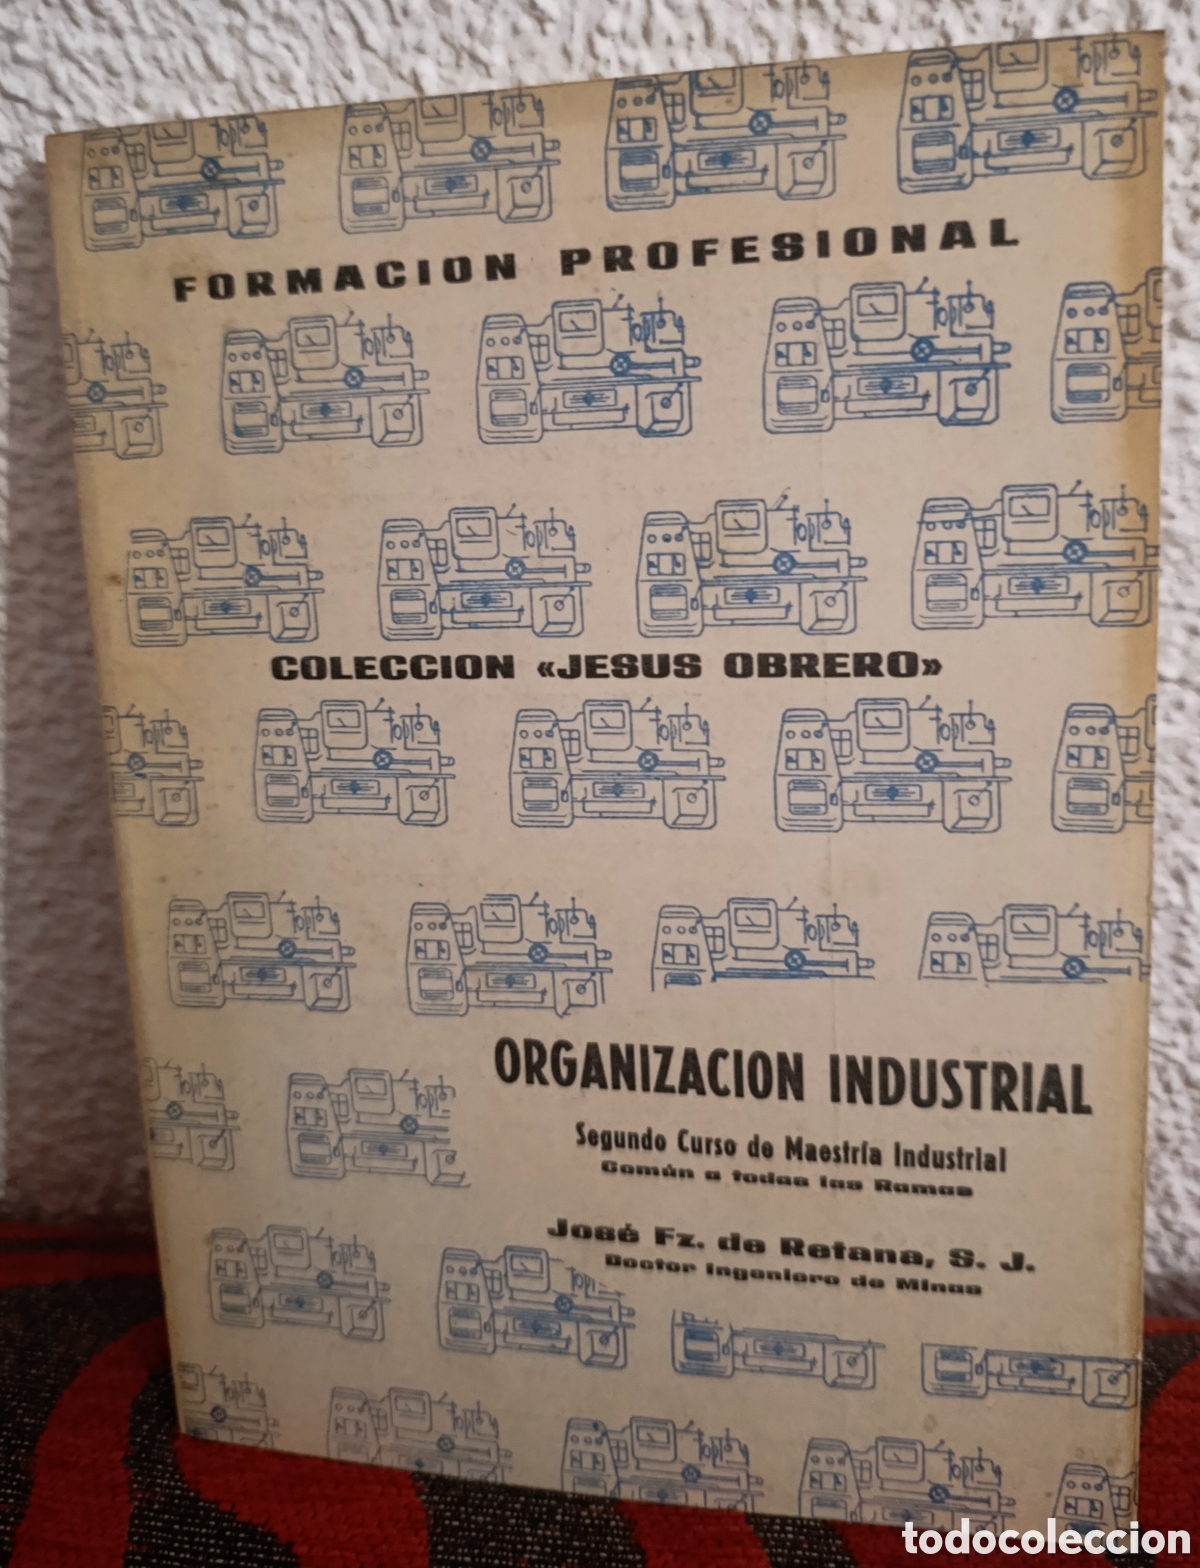 FORMACION PROFESIONAL
COLECCION «JESUS OBRERO»
ORGANIZACION INDUSTRIAL
Segundo Curso de Maestría Industrial
Común a todas las Ramas
José Fz. de Retana, S. J.
Doctor Ingeniero de Minas
todocoleccion